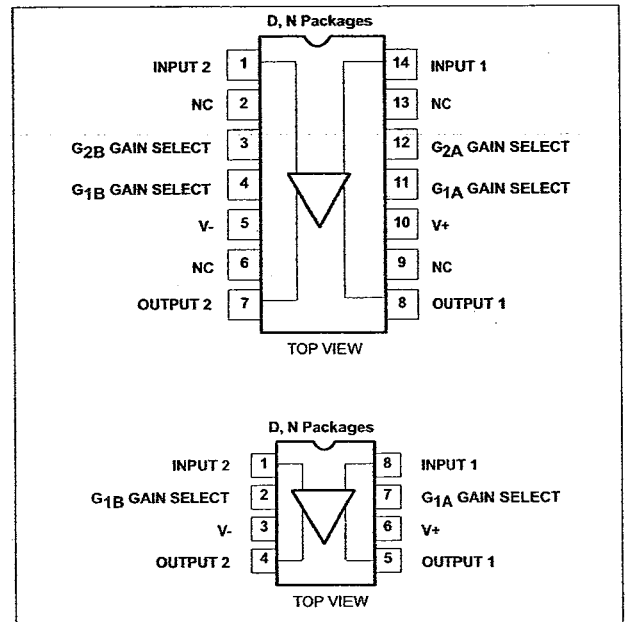 D, N Packages
INPUT 2 1 14 INPUT 1
NC 2 13 NC
G2B GAIN SELECT 3 12 G2A GAIN SELECT
G1B GAIN SELECT 4 11 G1A GAIN SELECT
V- 5 10 V+
NC 6 9 NC
OUTPUT 2 7 8 OUTPUT 1
TOP VIEW
D, N Packages
INPUT 2 1 8 INPUT 1
G1B GAIN SELECT 2 7 G1A GAIN SELECT
V- 3 6 V+
OUTPUT 2 4 5 OUTPUT 1
TOP VIEW